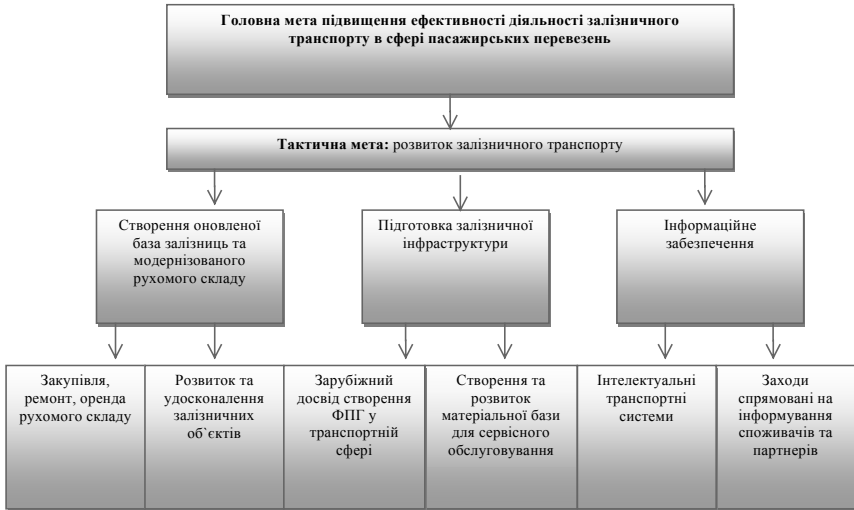 Головна мета підвищення ефективності діяльності залізничного
транспорту в сфері пасажирських перевезень
Тактична мета: розвиток залізничного транспорту
Створення оновленої
база залізниць та
модернізованого
рухомого складу
Підготовка залізничної
інфраструктури
Інформаційне
забезпечення
Закупівля,
ремонт, оренда
рухомого складу
Розвиток та
удосконалення
залізничних
об`єктів
Зарубіжний
досвід створення
ФПГ у
транспортній
сфері
Створення та
розвиток
матеріальної бази
для сервісного
обслуговування
Інтелектуальні
транспортні
системи
Заходи
спрямовані на
інформування
споживачів та
партнерів